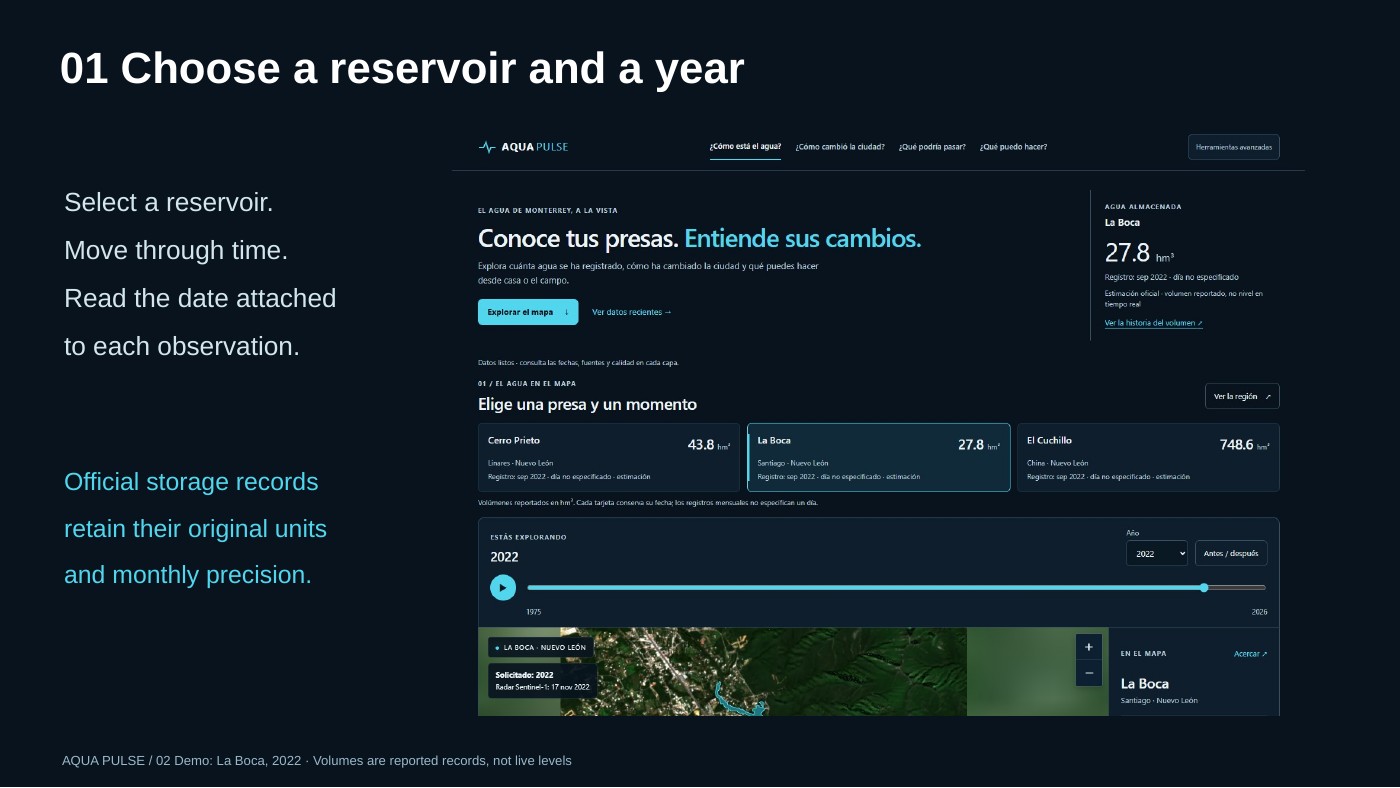 01 Choose a reservoir and a year
Select a reservoir.
Move through time.
Read the date attached
to each observation.
Official storage records
retain their original units
and monthly precision.
AQUA PULSE
¿Cómo está el agua?
¿Cómo cambió la ciudad?
¿Qué podría pasar?
¿Qué puedo hacer?
Herramientas avanzadas
EL AGUA DE MONTERREY, A LA VISTA
Conoce tus presas. Entiende sus cambios.
Explora cuánta agua se ha registrado, cómo ha cambiado la ciudad y qué puedes hacer
desde casa o el campo.
Explorar el mapa ↓
Ver datos recientes →
AGUA ALMACENADA
La Boca
27.8 hm³
Registro: sep 2022 · día no especificado
Estimación oficial · volumen reportado, no nivel en
tiempo real
Ver la historia del volumen ↗
Datos listos · consulta las fechas, fuentes y calidad en cada capa.
01 / EL AGUA EN EL MAPA
Elige una presa y un momento
Ver la región ↗
Cerro Prieto
43.8 hm³
Linares · Nuevo León
Registro: sep 2022 · día no especificado · estimación
La Boca
27.8 hm³
Santiago · Nuevo León
Registro: sep 2022 · día no especificado · estimación
El Cuchillo
748.6 hm³
China · Nuevo León
Registro: sep 2022 · día no especificado · estimación
Volúmenes reportados en hm³. Cada tarjeta conserva su fecha; los registros mensuales no especifican un día.
ESTÁS EXPLORANDO
2022
Año
2022
Antes / después
1975
2026
LA BOCA · NUEVO LEÓN
Solicitado: 2022
Radar Sentinel-1: 17 nov 2022
+
−
EN EL MAPA
Acercar ↗
La Boca
Santiago · Nuevo León
AQUA PULSE / 02 Demo: La Boca, 2022 · Volumes are reported records, not live levels